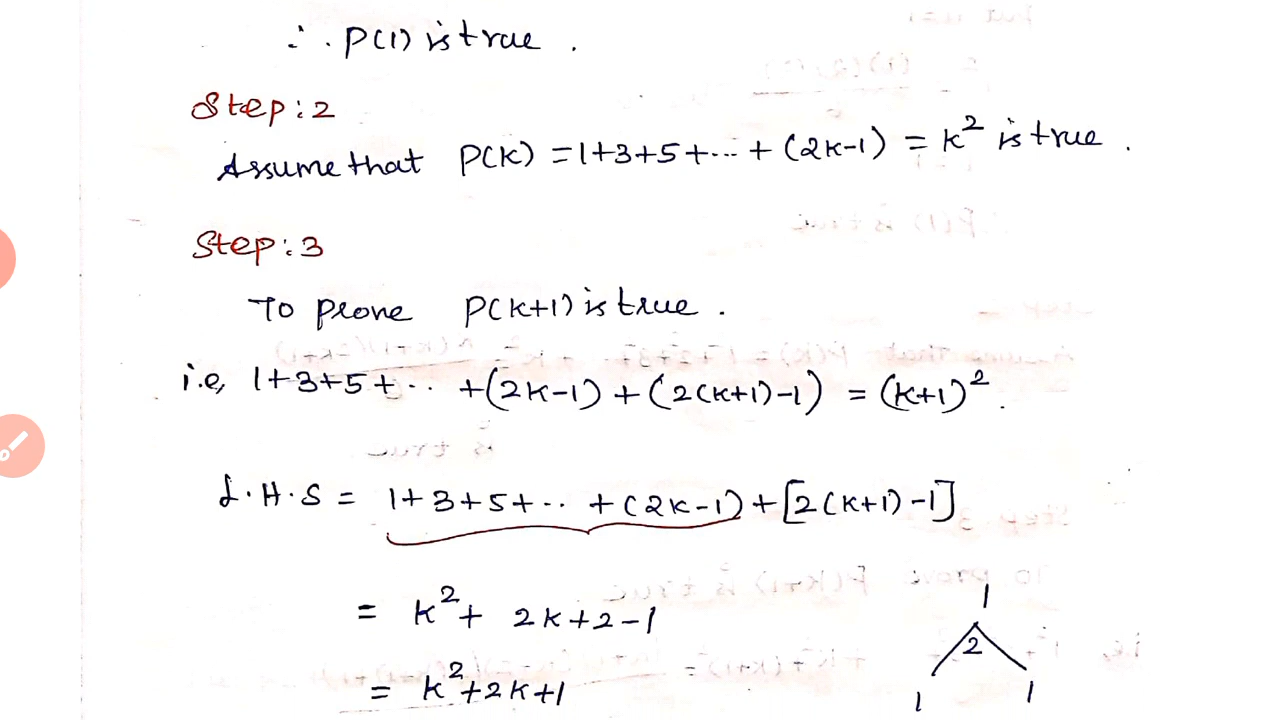 ∴ P(1) is true .
Step:2
Assume that P(K) = 1+3+5+... + (2K-1) = K² is true .
Step:3
To prove P(K+1) is true .
i.e, 1+3+5+.. +(2K-1)+(2(K+1)-1) = (K+1)² .
L.H.S = 1+3+5+.. +(2K-1)+[2(K+1)-1]
= K²+ 2K+2-1
= K²+2K+1
1
2
1 1